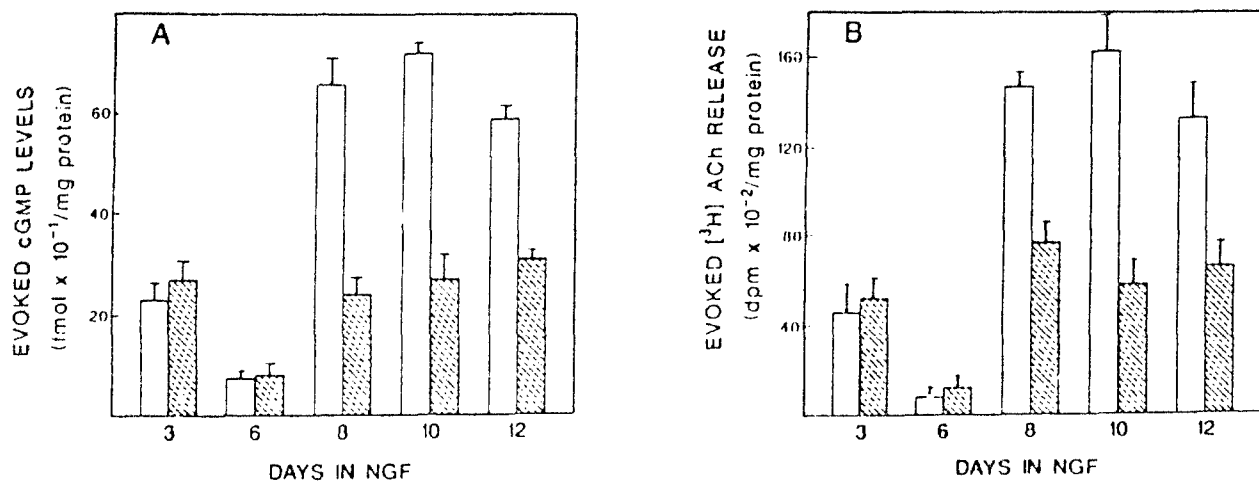 A
EVOKED cGMP LEVELS
(fmol x 10⁻¹/mg protein)
60
40
20
3 6 8 10 12
DAYS IN NGF
B
EVOKED [³H] ACh RELEASE
(dpm x 10⁻²/mg protein)
160
120
80
40
3 6 8 10 12
DAYS IN NGF